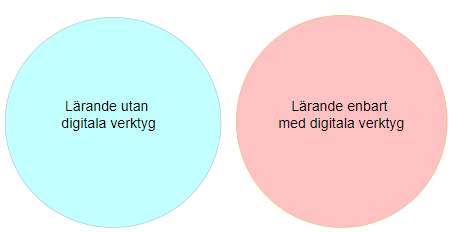 Lärande utan
digitala verktyg
Lärande enbart
med digitala verktyg